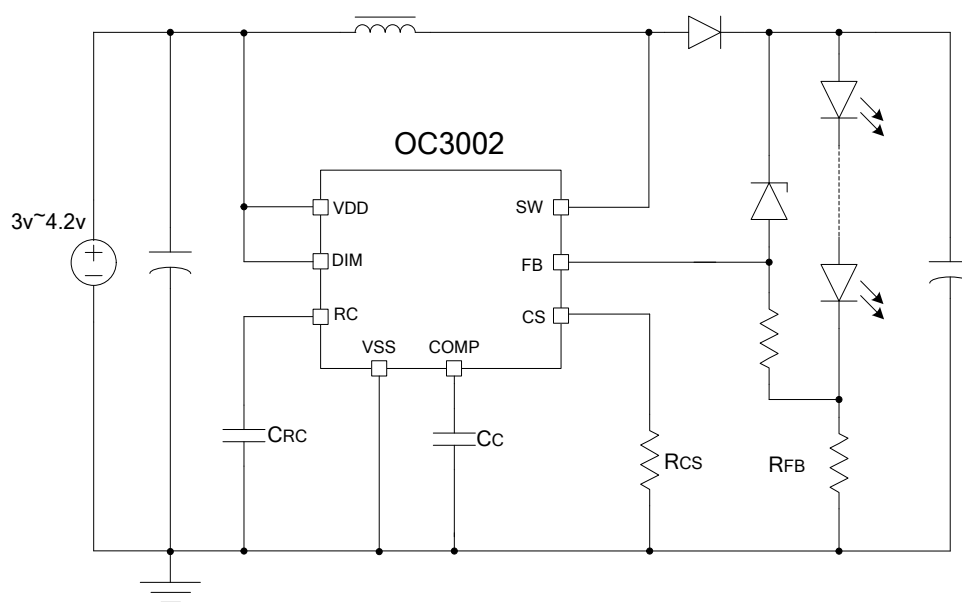 OC3002
3v~4.2v
VDD
SW
DIM
FB
RC
CS
VSS
COMP
CRC
CC
RCS
RFB